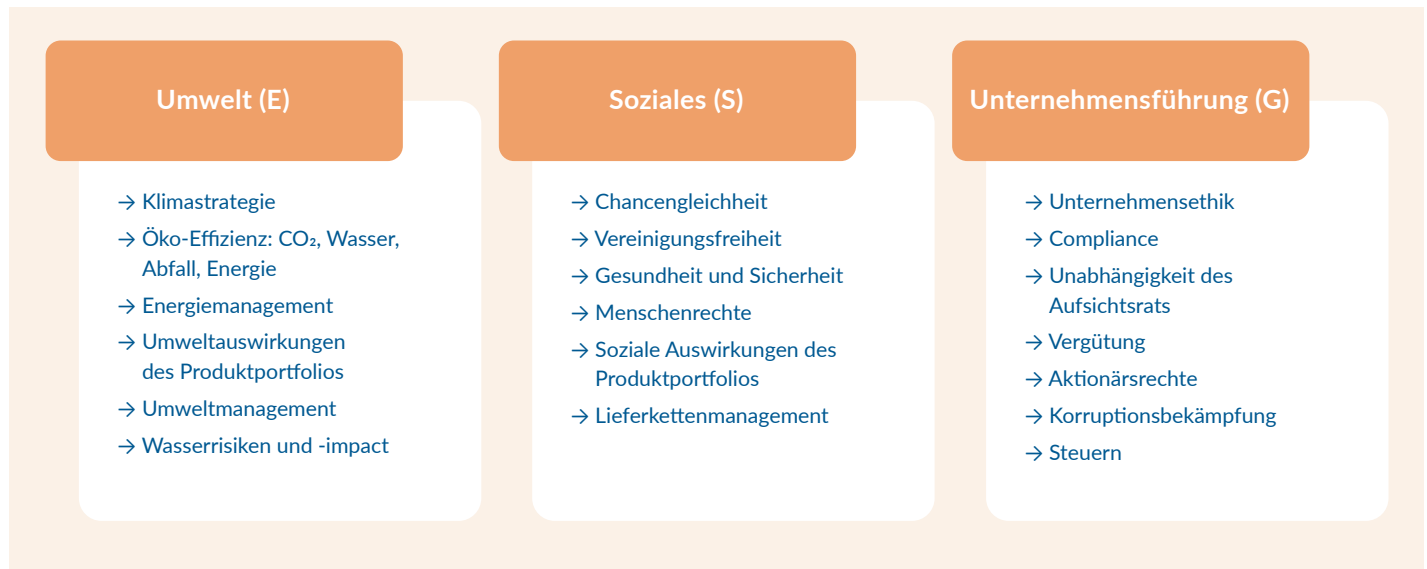 Umwelt (E)
→ Klimastrategie
→ Öko-Effizienz: CO₂, Wasser,
Abfall, Energie
→ Energiemanagement
→ Umweltauswirkungen
des Produktportfolios
→ Umweltmanagement
→ Wasserrisiken und -impact
Soziales (S)
→ Chancengleichheit
→ Vereinigungsfreiheit
→ Gesundheit und Sicherheit
→ Menschenrechte
→ Soziale Auswirkungen des
Produktportfolios
→ Lieferkettenmanagement
Unternehmensführung (G)
→ Unternehmensethik
→ Compliance
→ Unabhängigkeit des
Aufsichtsrats
→ Vergütung
→ Aktionärsrechte
→ Korruptionsbekämpfung
→ Steuern